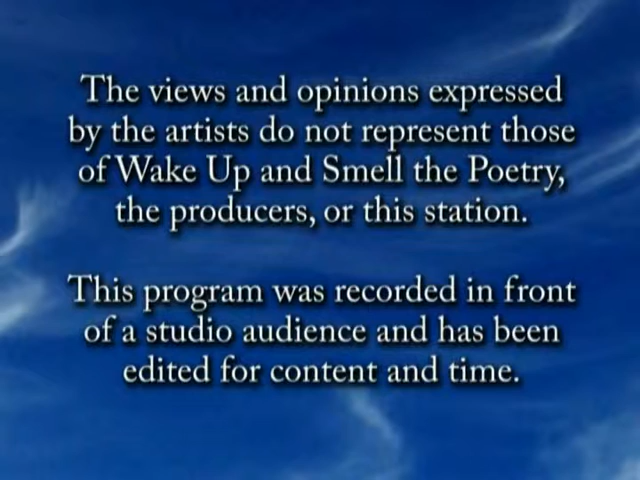 The views and opinions expressed
by the artists do not represent those
of Wake Up and Smell the Poetry,
the producers, or this station.
This program was recorded in front
of a studio audience and has been
edited for content and time.